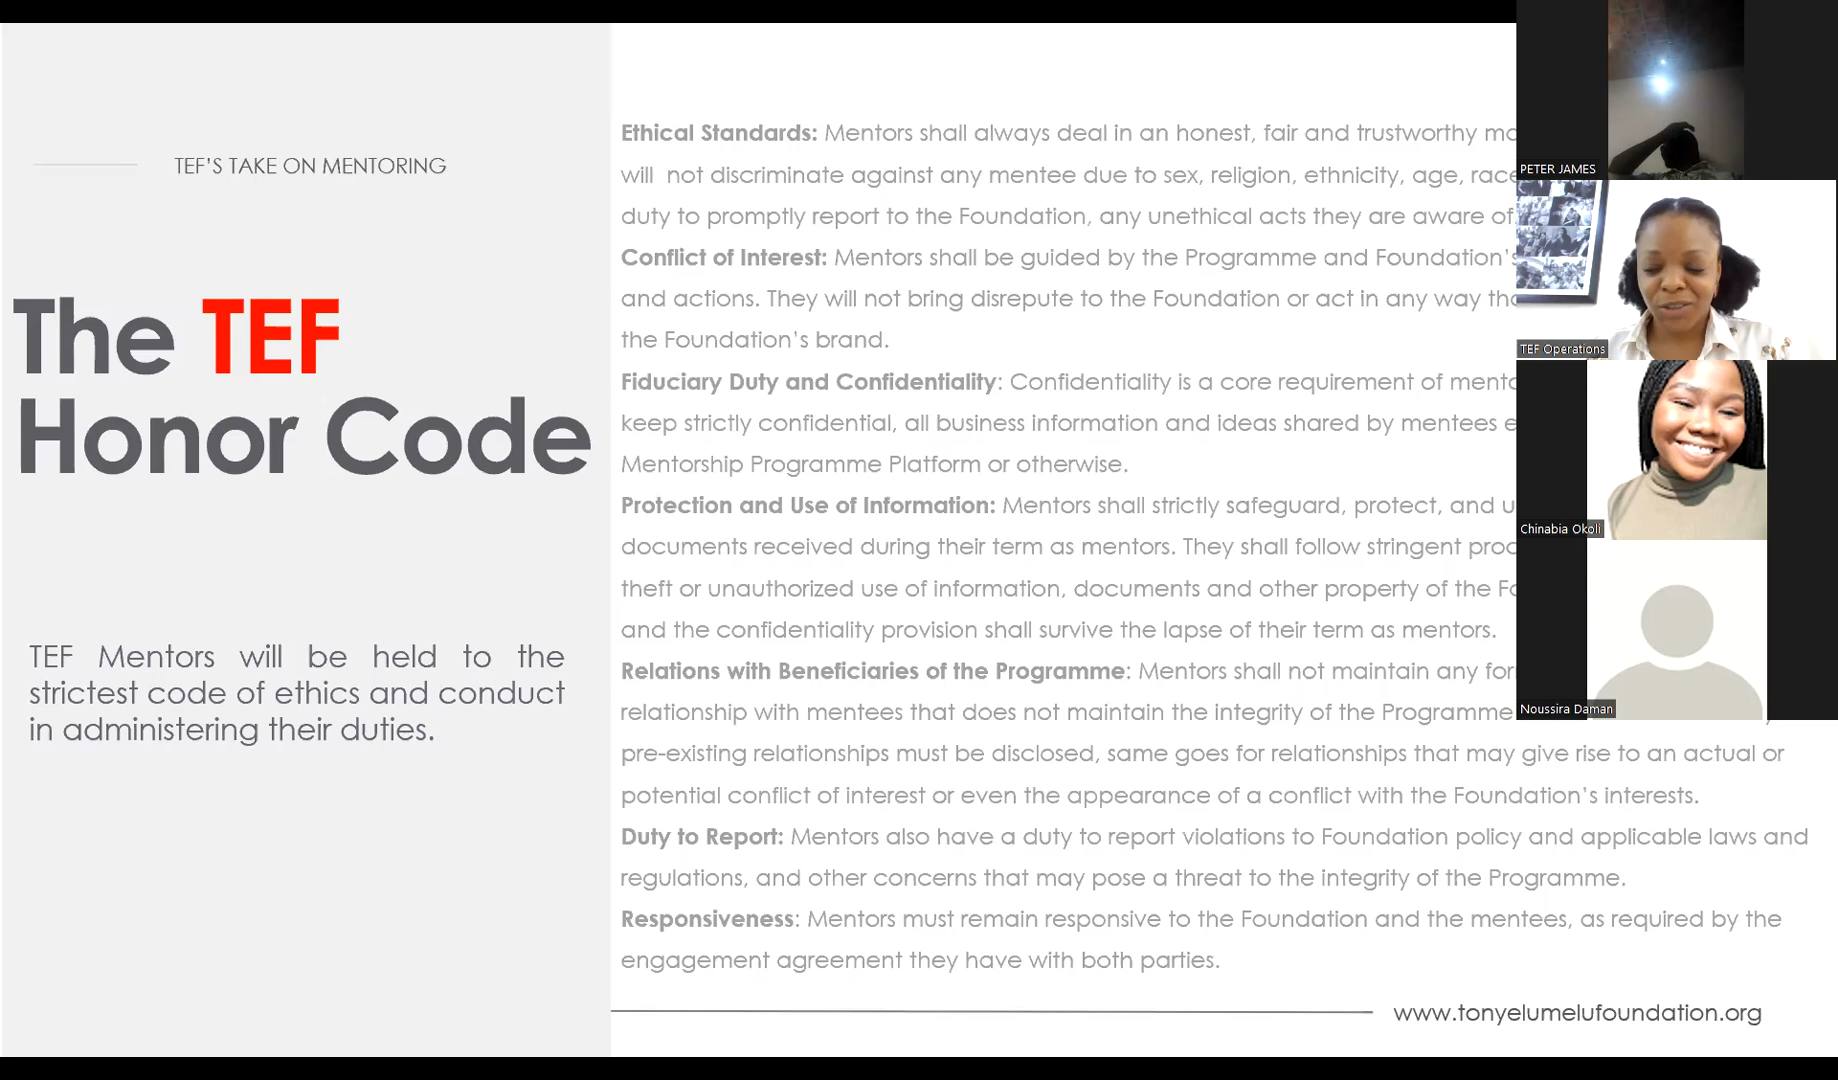 TEF'S TAKE ON MENTORING
The TEF
Honor Code
TEF Mentors will be held to the
strictest code of ethics and conduct
in administering their duties.
Ethical Standards: Mentors shall always deal in an honest, fair and trustworthy
will not discriminate against any mentee due to sex, religion, ethnicity, age, race
duty to promptly report to the Foundation, any unethical acts they are aware of
Conflict of Interest: Mentors shall be guided by the Programme and Foundation's
and actions. They will not bring disrepute to the Foundation or act in any way
the Foundation's brand.
Fiduciary Duty and Confidentiality: Confidentiality is a core requirement of
keep strictly confidential, all business information and ideas shared by mentees
Mentorship Programme Platform or otherwise.
Protection and Use of Information: Mentors shall strictly safeguard, protect, and
documents received during their term as mentors. They shall follow stringent
theft or unauthorized use of information, documents and other property of the
and the confidentiality provision shall survive the lapse of their term as mentors.
Relations with Beneficiaries of the Programme: Mentors shall not maintain any
relationship with mentees that does not maintain the integrity of the Programme
pre-existing relationships must be disclosed, same goes for relationships that may give rise to an actual or
potential conflict of interest or even the appearance of a conflict with the Foundation's interests.
Duty to Report: Mentors also have a duty to report violations to Foundation policy and applicable laws and
regulations, and other concerns that may pose a threat to the integrity of the Programme.
Responsiveness: Mentors must remain responsive to the Foundation and the mentees, as required by the
engagement agreement they have with both parties.
www.tonyelumelufoundation.org
PETER JAMES
TEF Operations
Chinabia Okoli
Noussira Daman